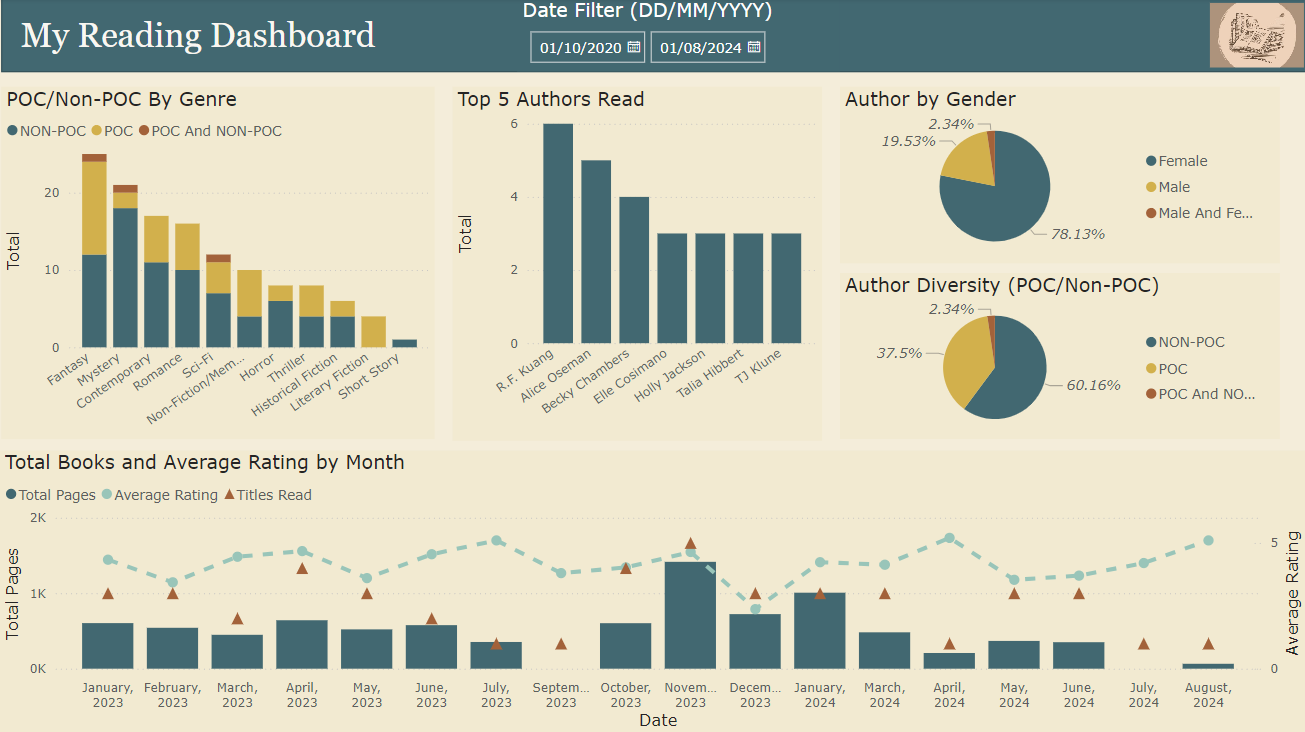 My Reading Dashboard
Date Filter (DD/MM/YYYY)
01/10/2020
01/08/2024
POC/Non-POC By Genre
NON-POC POC POC And NON-POC
Total
20
10
0
Fantasy
Mystery
Contemporary
Romance
Sci-Fi
Non-Fiction/Mem...
Horror
Thriller
Historical Fiction
Literary Fiction
Short Story
Top 5 Authors Read
Total
6
4
2
0
R.F. Kuang
Alice Oseman
Becky Chambers
Elle Cosimano
Holly Jackson
Talia Hibbert
TJ Klune
Author by Gender
2.34%
19.53%
78.13%
Female
Male
Male And Fe...
Author Diversity (POC/Non-POC)
2.34%
37.5%
60.16%
NON-POC
POC
POC And NO...
Total Books and Average Rating by Month
Total Pages Average Rating Titles Read
Total Pages
2K
1K
0K
January, 2023
February, 2023
March, 2023
April, 2023
May, 2023
June, 2023
July, 2023
Septem... 2023
October, 2023
Novem... 2023
Decem... 2023
January, 2024
March, 2024
April, 2024
May, 2024
June, 2024
July, 2024
August, 2024
Date
5
0
Average Rating